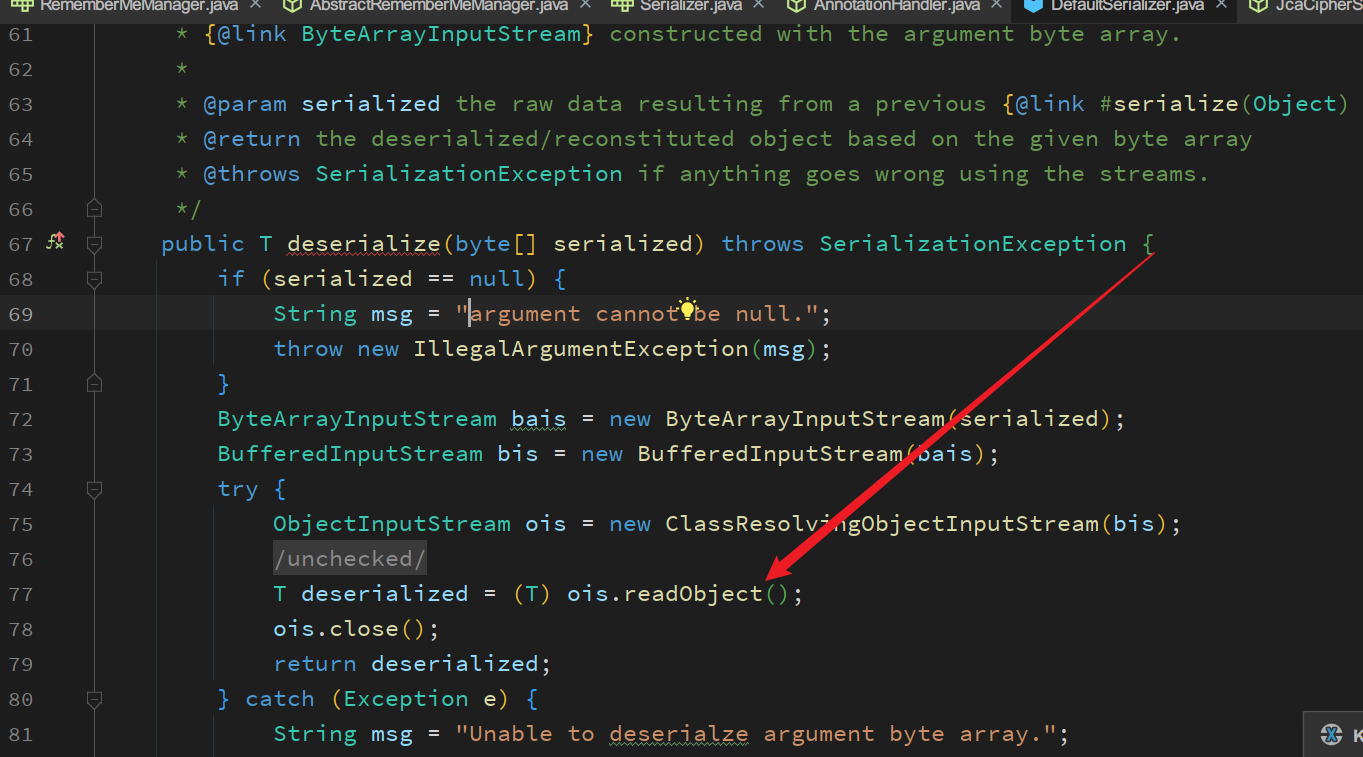 RememberMeManager.java × AbstractRememberMeManager.java × Serializer.java × AnnotationHandler.java × DefaultSerializer.java × JcaCipherS
61 * {@link ByteArrayInputStream} constructed with the argument byte array.
62 *
63 * @param serialized the raw data resulting from a previous {@link #serialize(Object)
64 * @return the deserialized/reconstituted object based on the given byte array
65 * @throws SerializationException if anything goes wrong using the streams.
66 */
67 public T deserialize(byte[] serialized) throws SerializationException {
68 if (serialized == null) {
69 String msg = "argument cannot be null.";
70 throw new IllegalArgumentException(msg);
71 }
72 ByteArrayInputStream bais = new ByteArrayInputStream(serialized);
73 BufferedInputStream bis = new BufferedInputStream(bais);
74 try {
75 ObjectInputStream ois = new ClassResolvingObjectInputStream(bis);
76 /unchecked/
77 T deserialized = (T) ois.readObject();
78 ois.close();
79 return deserialized;
80 } catch (Exception e) {
81 String msg = "Unable to deserialze argument byte array.";
K